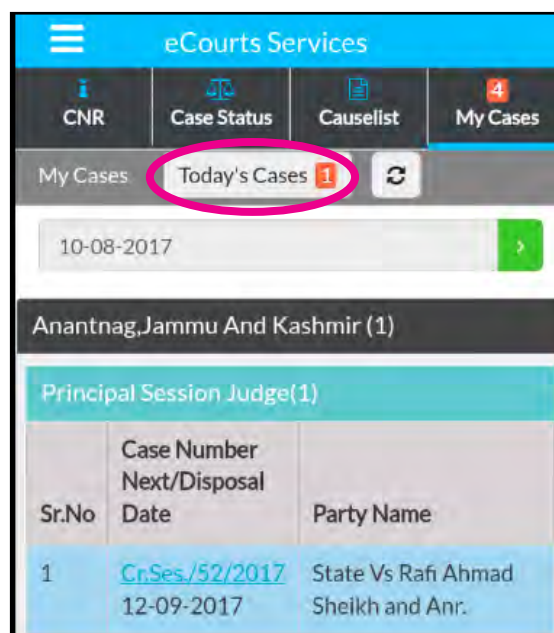 eCourts Services
CNR
Case Status
Causelist
4
My Cases
My Cases
Today's Cases 1
10-08-2017
Anantnag,Jammu And Kashmir (1)
Principal Session Judge(1)
Sr.No
Case Number
Next/Disposal
Date
Party Name
1
Cr.Ses./52/2017
12-09-2017
State Vs Rafi Ahmad
Sheikh and Anr.